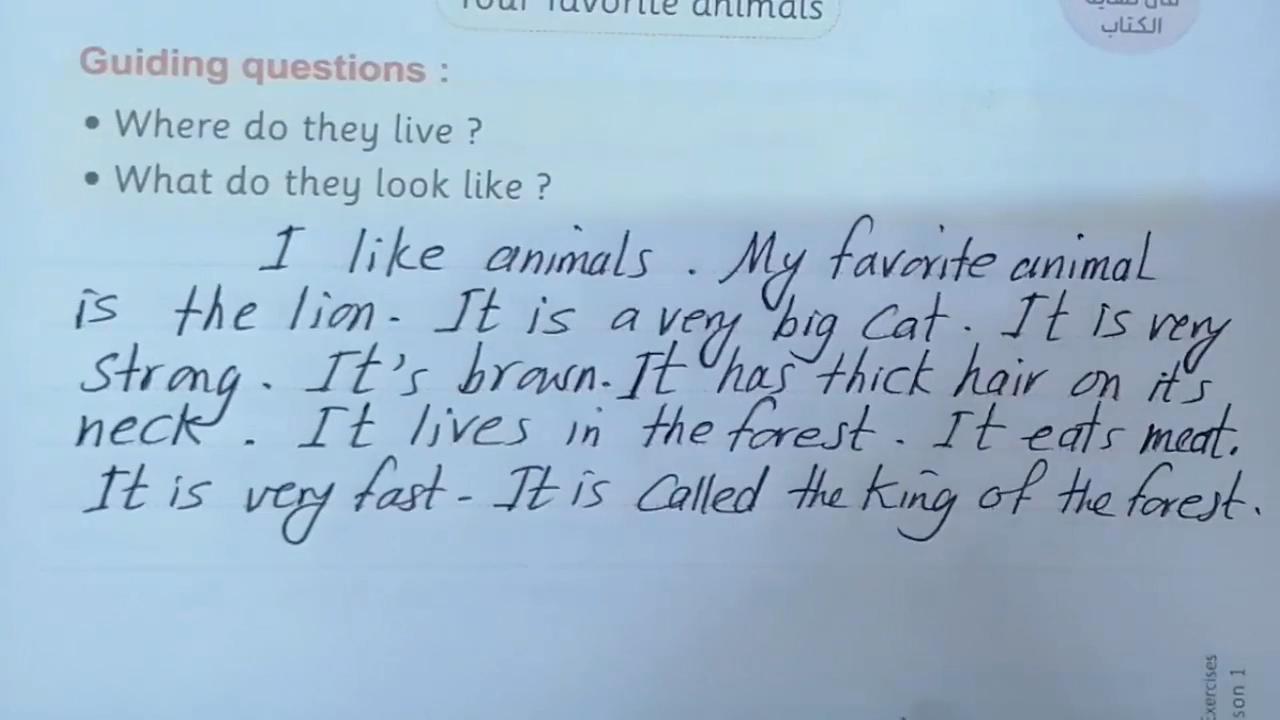 Your favorite animals
الكتاب
Guiding questions :
• Where do they live ?
• What do they look like ?
I like animals . My favorite animal
is the lion. It is a very big cat. It is very
strong. It's brown. It has thick hair on it's
neck. It lives in the forest. It eats meat.
It is very fast - It is called the king of the forest.
xercises
son 1